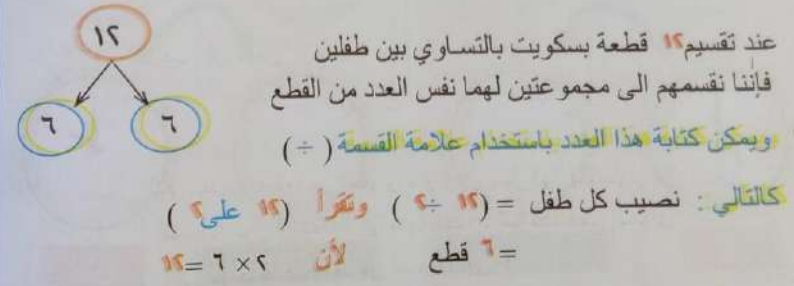 ١٢
٦ ٦
عند تقسيم ١٢ قطعة بسكويت بالتساوي بين طفلين
فإننا نقسمهم الى مجموعتين لهما نفس العدد من القطع
ويمكن كتابة هذا العدد باستخدام علامة القسمة ( ÷ )
كالتالي : نصيب كل طفل = ( ١٢ ÷ ٢ ) وتقرأ ( ١٢ على ٢ )
= ٦ قطع لأن ٢ × ٦ = ١٢